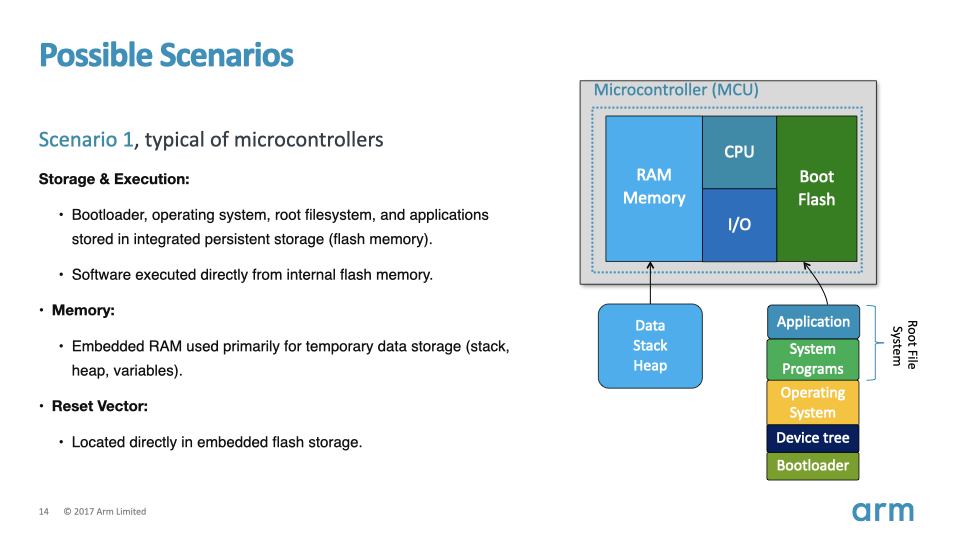 Possible Scenarios
Scenario 1, typical of microcontrollers
Storage & Execution:
• Bootloader, operating system, root filesystem, and applications
stored in integrated persistent storage (flash memory).
• Software executed directly from internal flash memory.
• Memory:
• Embedded RAM used primarily for temporary data storage (stack,
heap, variables).
• Reset Vector:
• Located directly in embedded flash storage.
Microcontroller (MCU)
RAM
Memory
CPU
I/O
Boot
Flash
Data
Stack
Heap
Application
System
Programs
Operating
System
Device tree
Bootloader
Root File
System
14 © 2017 Arm Limited
arm